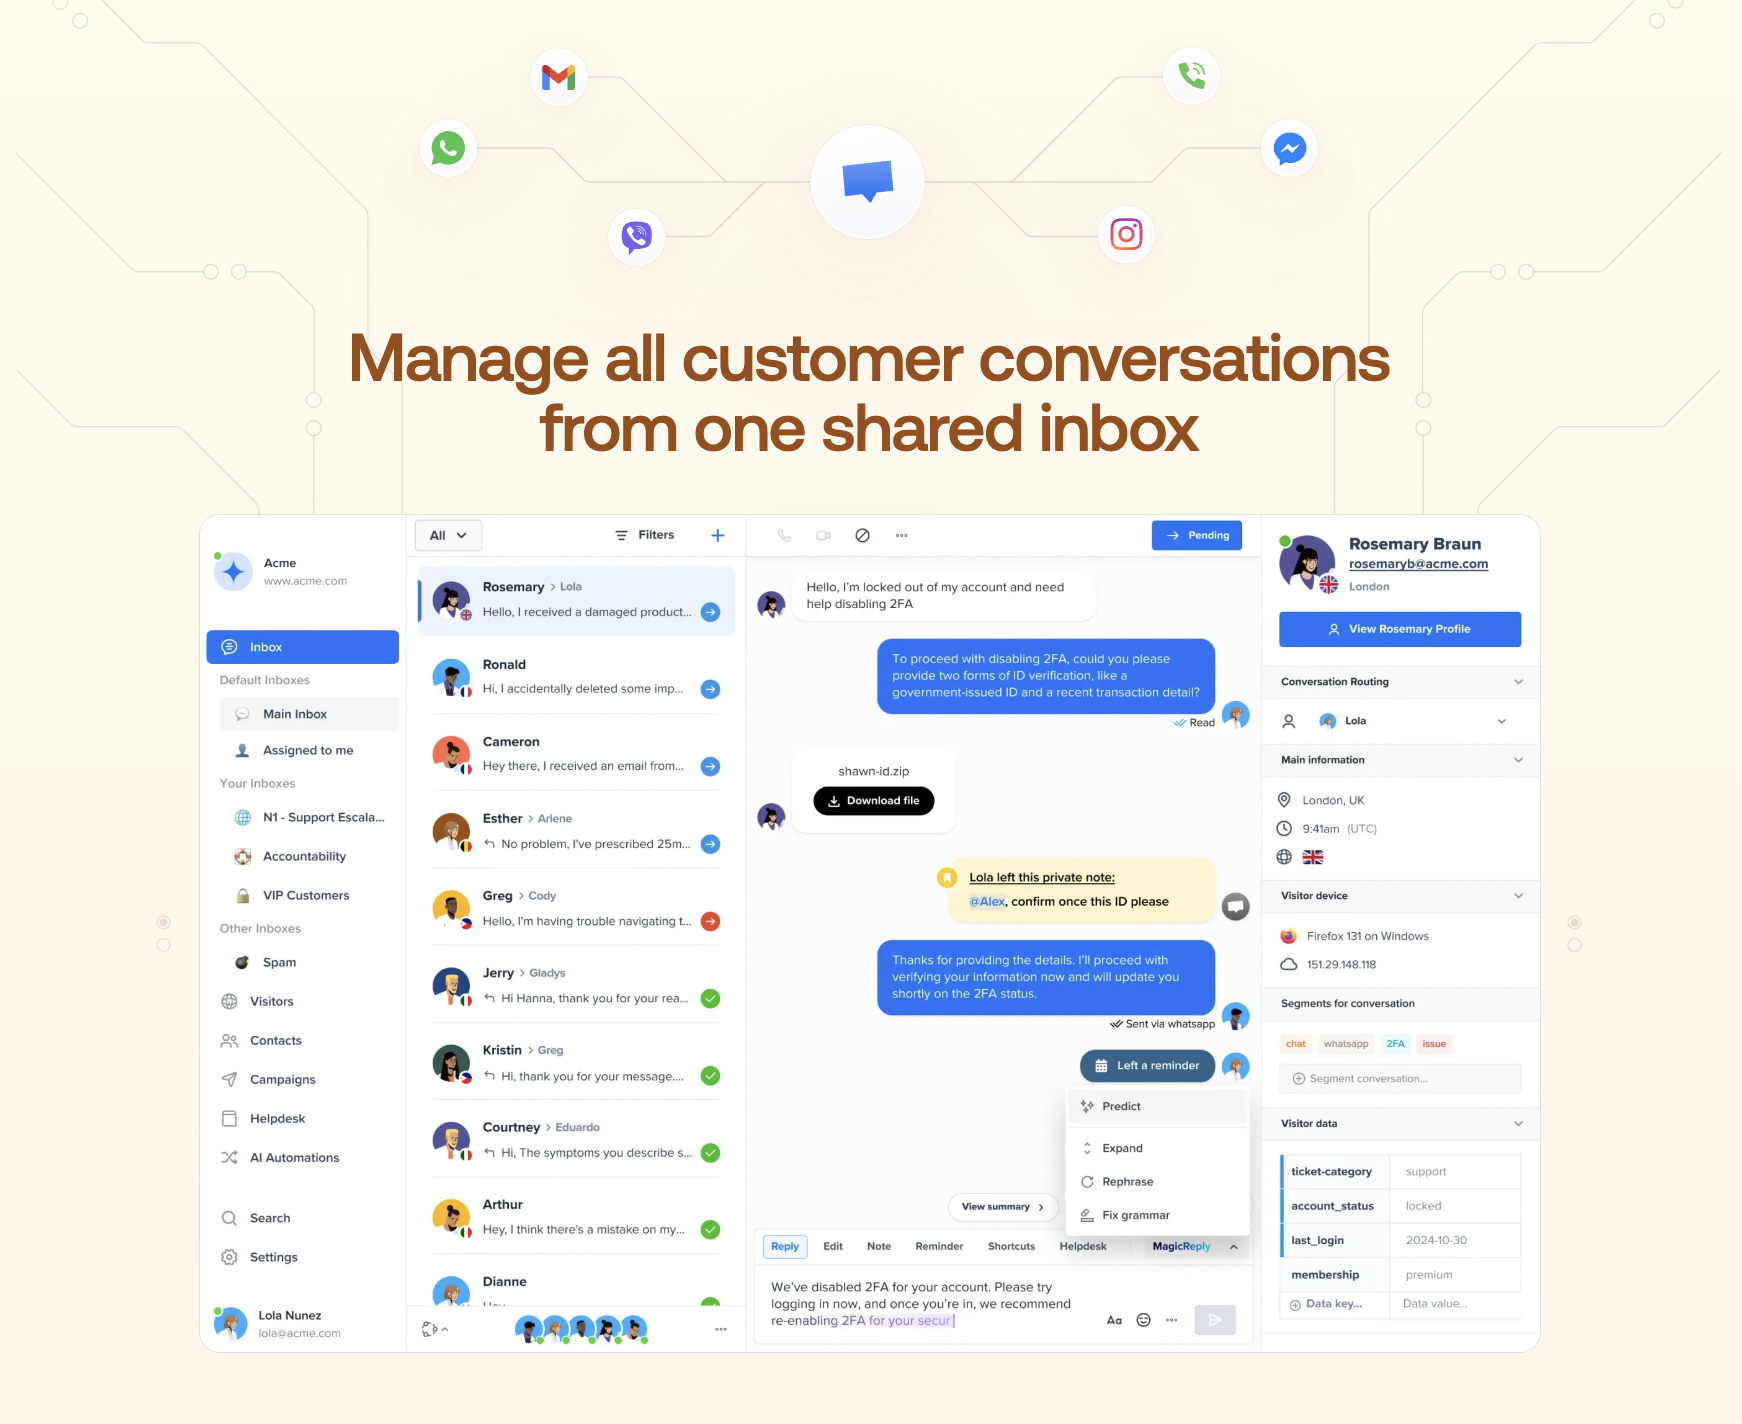 Manage all customer conversations
from one shared inbox
Acme
www.acme.com
Inbox
Default Inboxes
Main Inbox
Assigned to me
Your Inboxes
N1 - Support Escala...
Accountability
VIP Customers
Other Inboxes
Spam
Visitors
Contacts
Campaigns
Helpdesk
AI Automations
Search
Settings
Lola Nunez
lola@acme.com
All
Filters
Rosemary > Lola
Hello, I received a damaged product...
Ronald
Hi, I accidentally deleted some imp...
Cameron
Hey there, I received an email from...
Esther > Arlene
No problem, I've prescribed 25m...
Greg > Cody
Hello, I'm having trouble navigating t...
Jerry > Gladys
Hi Hanna, thank you for your rea...
Kristin > Greg
Hi, thank you for your message....
Courtney > Eduardo
Hi, The symptoms you describe s...
Arthur
Hey, I think there's a mistake on my...
Dianne
Pending
Hello, I'm locked out of my account and need
help disabling 2FA
To proceed with disabling 2FA, could you please
provide two forms of ID verification, like a
government-issued ID and a recent transaction detail?
Read
shawn-id.zip
Download file
Lola left this private note:
@Alex, confirm once this ID please
Thanks for providing the details. I'll proceed with
verifying your information now and will update you
shortly on the 2FA status.
Sent via whatsapp
Left a reminder
Predict
Expand
Rephrase
Fix grammar
View summary
Reply
Edit
Note
Reminder
Shortcuts
Helpdesk
MagicReply
We've disabled 2FA for your account. Please try
logging in now, and once you're in, we recommend
re-enabling 2FA for your secur
Aa
Rosemary Braun
rosemaryb@acme.com
London
View Rosemary Profile
Conversation Routing
Lola
Main information
London, UK
9:41am (UTC)
Visitor device
Firefox 131 on Windows
151.29.148.118
Segments for conversation
chat
whatsapp
2FA
issue
Segment conversation...
Visitor data
ticket-category support
account_status locked
last_login 2024-10-30
membership premium
Data key... Data value...